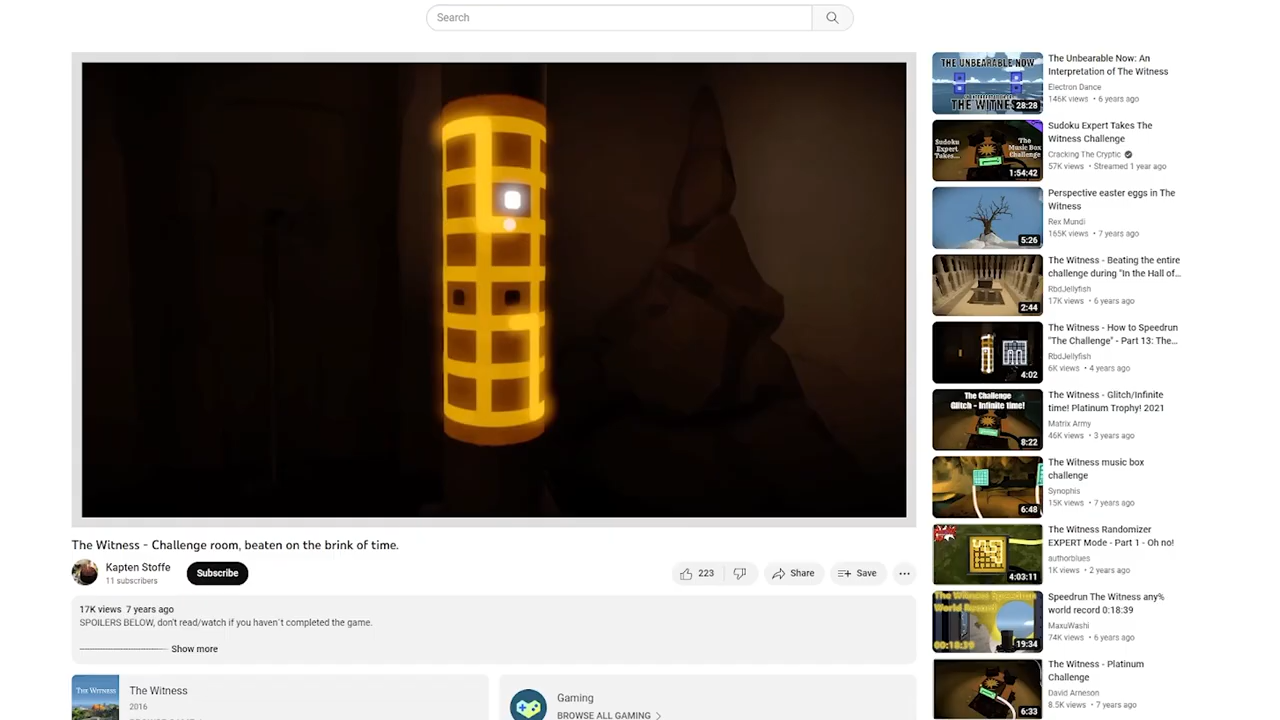 Search
The Witness - Challenge room, beaten on the brink of time.
Kapten Stoffe
11 subscribers
Subscribe
223
Share
Save
17K views 7 years ago
SPOILERS BELOW, don't read/watch if you haven´t completed the game.
Show more
THE WITNESS
The Witness
2016
Gaming
BROWSE ALL GAMING
THE UNBEARABLE NOW
THE WITNE
28:28
The Unbearable Now: An
Interpretation of The Witness
Electron Dance
146K views • 6 years ago
Sudoku
Expert
Takes...
The
Music Box
Challenge
1:54:42
Sudoku Expert Takes The
Witness Challenge
Cracking The Cryptic
57K views • Streamed 1 year ago
5:26
Perspective easter eggs in The
Witness
Rex Mundi
165K views • 7 years ago
2:44
The Witness - Beating the entire
challenge during "In the Hall of...
RbdJellyfish
17K views • 6 years ago
4:02
The Witness - How to Speedrun
"The Challenge" - Part 13: The...
RbdJellyfish
6K views • 4 years ago
The Challenge
Glitch - Infinite time!
8:22
The Witness - Glitch/Infinite
time! Platinum Trophy! 2021
Matrix Army
46K views • 3 years ago
6:48
The Witness music box
challenge
Synophis
15K views • 7 years ago
4:03:11
The Witness Randomizer
EXPERT Mode - Part 1 - Oh no!
authorblues
1K views • 2 years ago
The Witness Speedrun
World Record
00:18:39
19:34
Speedrun The Witness any%
world record 0:18:39
MaxuWashi
74K views • 6 years ago
6:33
The Witness - Platinum
Challenge
David Arneson
8.5K views • 7 years ago